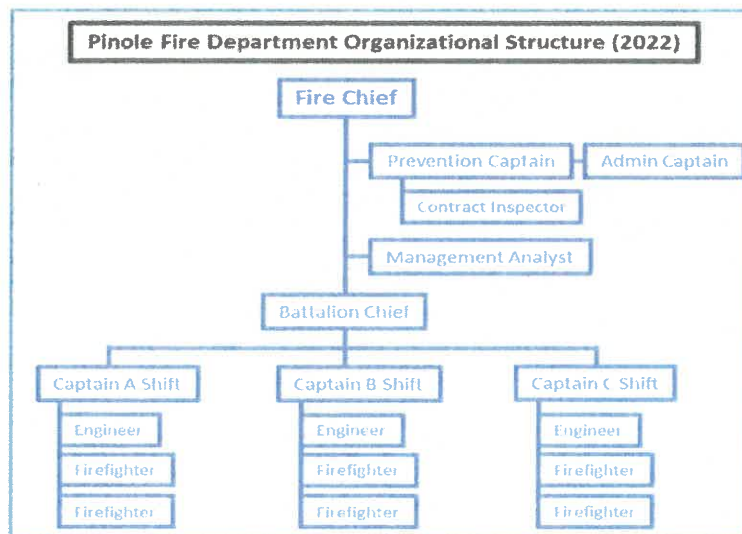 Pinole Fire Department Organizational Structure (2022)
Fire Chief
Prevention Captain
Admin Captain
Contract Inspector
Management Analyst
Battalion Chief
Captain A Shift
Engineer
Firefighter
Firefighter
Captain B Shift
Engineer
Firefighter
Firefighter
Captain C Shift
Engineer
Firefighter
Firefighter